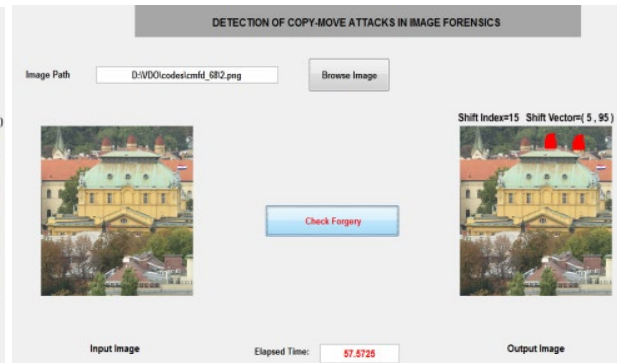 DETECTION OF COPY-MOVE ATTACKS IN IMAGE FORENSICS
Image Path
D:\VDO\codes\cmfd_68\2.png
Browse Image
)
Shift Index=15 Shift Vector=( 5 , 95 )
Check Forgery
Input Image
Elapsed Time:
57.5725
Output Image